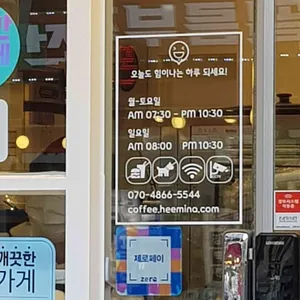 오늘도 힘이나는 하루 되세요!
월-토요일
AM 07:30 - PM 10:30
일요일
AM 08:00 PM 10:30
070-4866-5544
coffee.heemina.com
제로페이
zero
깨끗한
가게